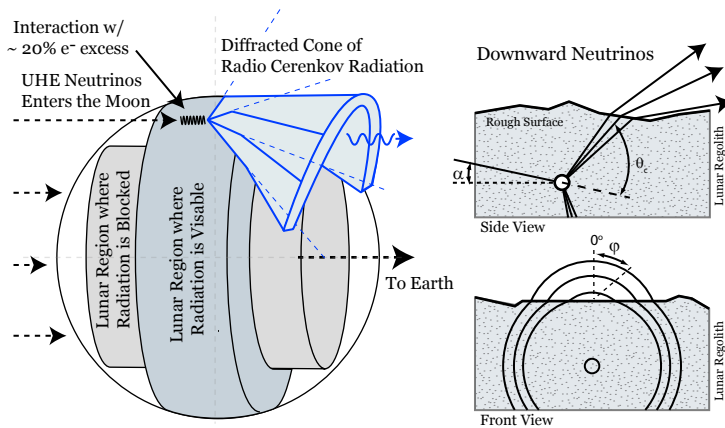 Interaction w/
~ 20% e⁻ excess
UHE Neutrinos
Enters the Moon
Diffracted Cone of
Radio Cerenkov Radiation
Lunar Region where
Radiation is Blocked
Lunar Region where
Radiation is Visable
To Earth
Downward Neutrinos
Rough Surface
α
θc
Lunar Regolith
Side View
0°
φ
Lunar Regolith
Front View